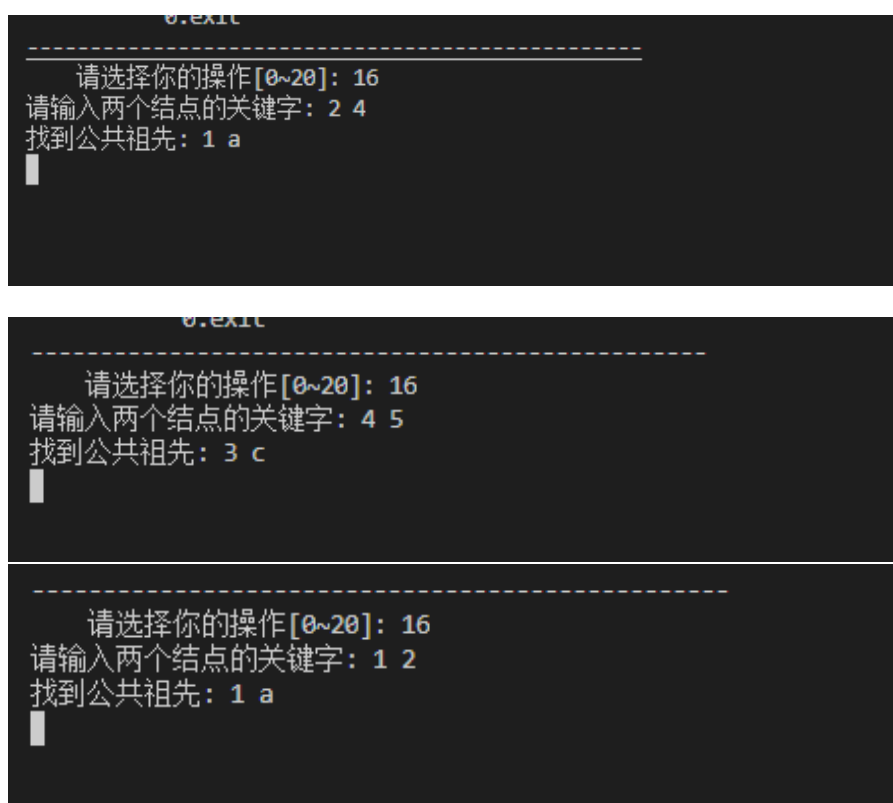 0.exit
------------------------------------------------
请选择你的操作[0~20]: 16
请输入两个结点的关键字: 2 4
找到公共祖先: 1 a
0.exit
--------------------------------------------------
请选择你的操作[0~20]: 16
请输入两个结点的关键字: 4 5
找到公共祖先: 3 c
--------------------------------------------------
请选择你的操作[0~20]: 16
请输入两个结点的关键字: 1 2
找到公共祖先: 1 a